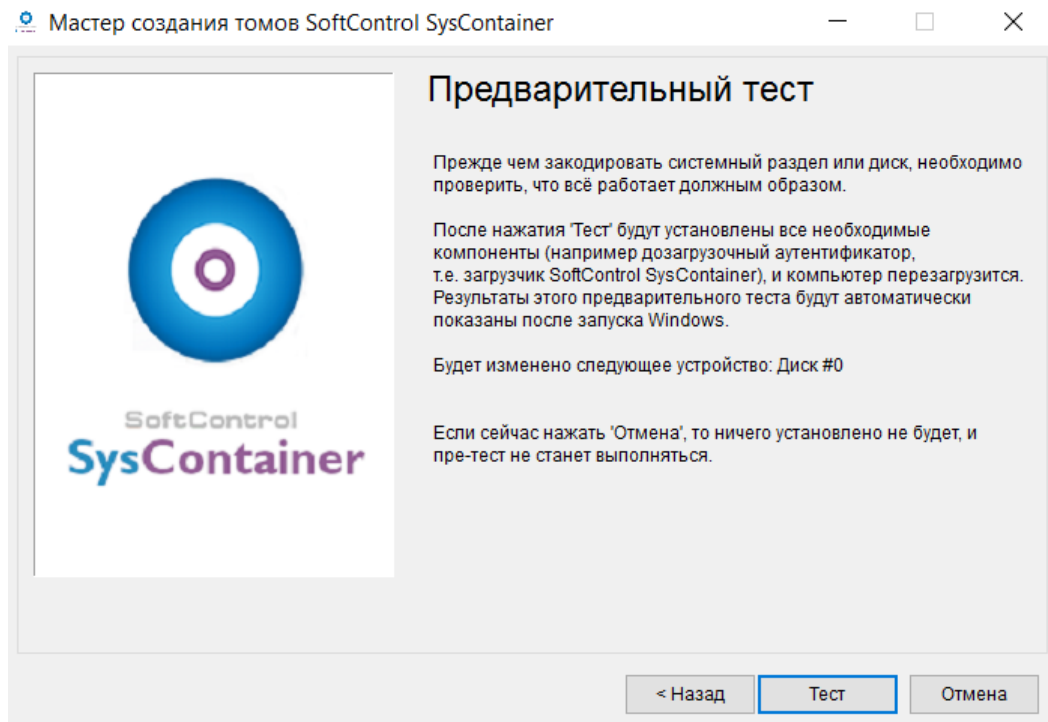 Мастер создания томов SoftControl SysContainer
Предварительный тест
Прежде чем закодировать системный раздел или диск, необходимо
проверить, что всё работает должным образом.
После нажатия 'Тест' будут установлены все необходимые
компоненты (например дозагрузочный аутентификатор,
т.е. загрузчик SoftControl SysContainer), и компьютер перезагрузится.
Результаты этого предварительного теста будут автоматически
показаны после запуска Windows.
Будет изменено следующее устройство: Диск #0
Если сейчас нажать 'Отмена', то ничего установлено не будет, и
пре-тест не станет выполняться.
SoftControl
SysContainer
< Назад
Тест
Отмена